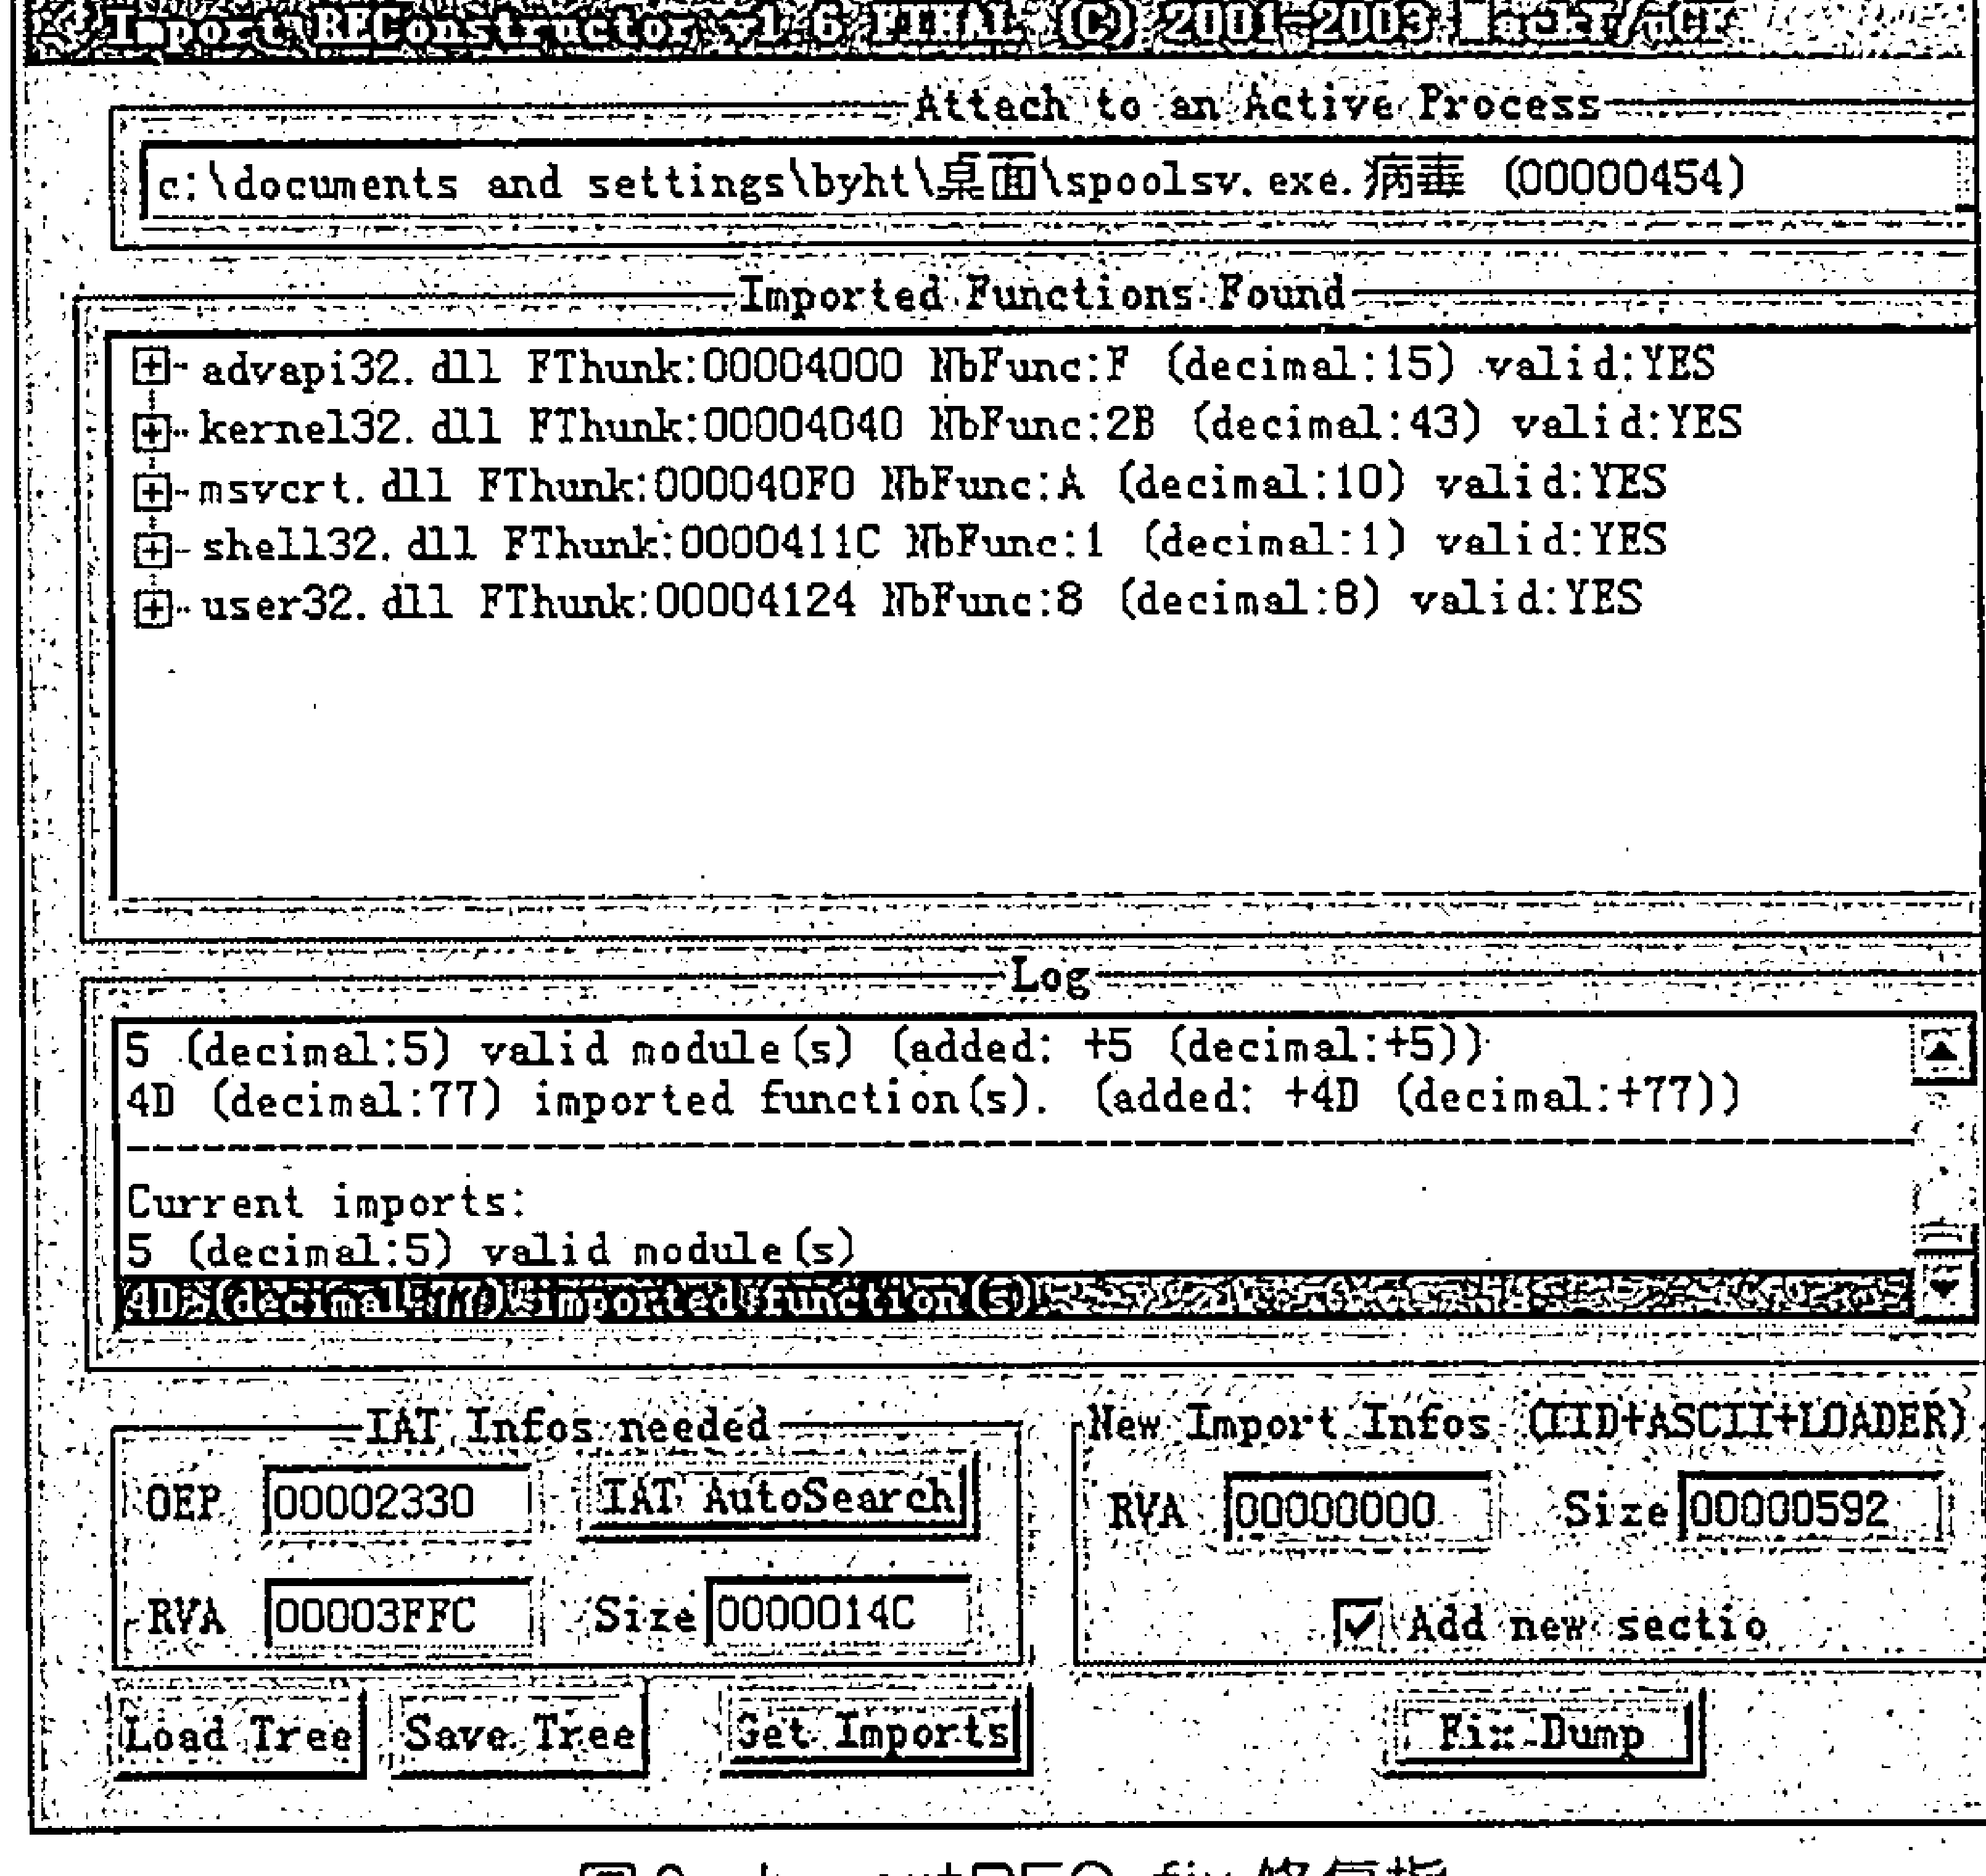 Import REConstructor v1.6 FINAL (C) 2001-2003 MackT/uCF
Attach to an Active Process
c:\documents and settings\byht\桌面\spoolsv.exe.病毒 (00000454)
Imported Functions Found
advapi32.dll FThunk:00004000 NbFunc:F (decimal:15) valid:YES
kernel32.dll FThunk:00004040 NbFunc:2B (decimal:43) valid:YES
msvcrt.dll FThunk:000040F0 NbFunc:A (decimal:10) valid:YES
shell32.dll FThunk:0000411C NbFunc:1 (decimal:1) valid:YES
user32.dll FThunk:00004124 NbFunc:8 (decimal:8) valid:YES
Log
5 (decimal:5) valid module(s) (added: +5 (decimal:+5))
4D (decimal:77) imported function(s). (added: +4D (decimal:+77))
---------------------------------------------------------------
Current imports:
5 (decimal:5) valid module(s)
4D (decimal:77) imported function(s)
IAT Infos needed
New Import Infos (IID+ASCII+LOADER)
OEP 00002330 IAT AutoSearch
RVA 00000000 Size 00000592
RVA 00003FFC Size 0000014C
Add new sectio
Load Tree Save Tree Get Imports Fix Dump